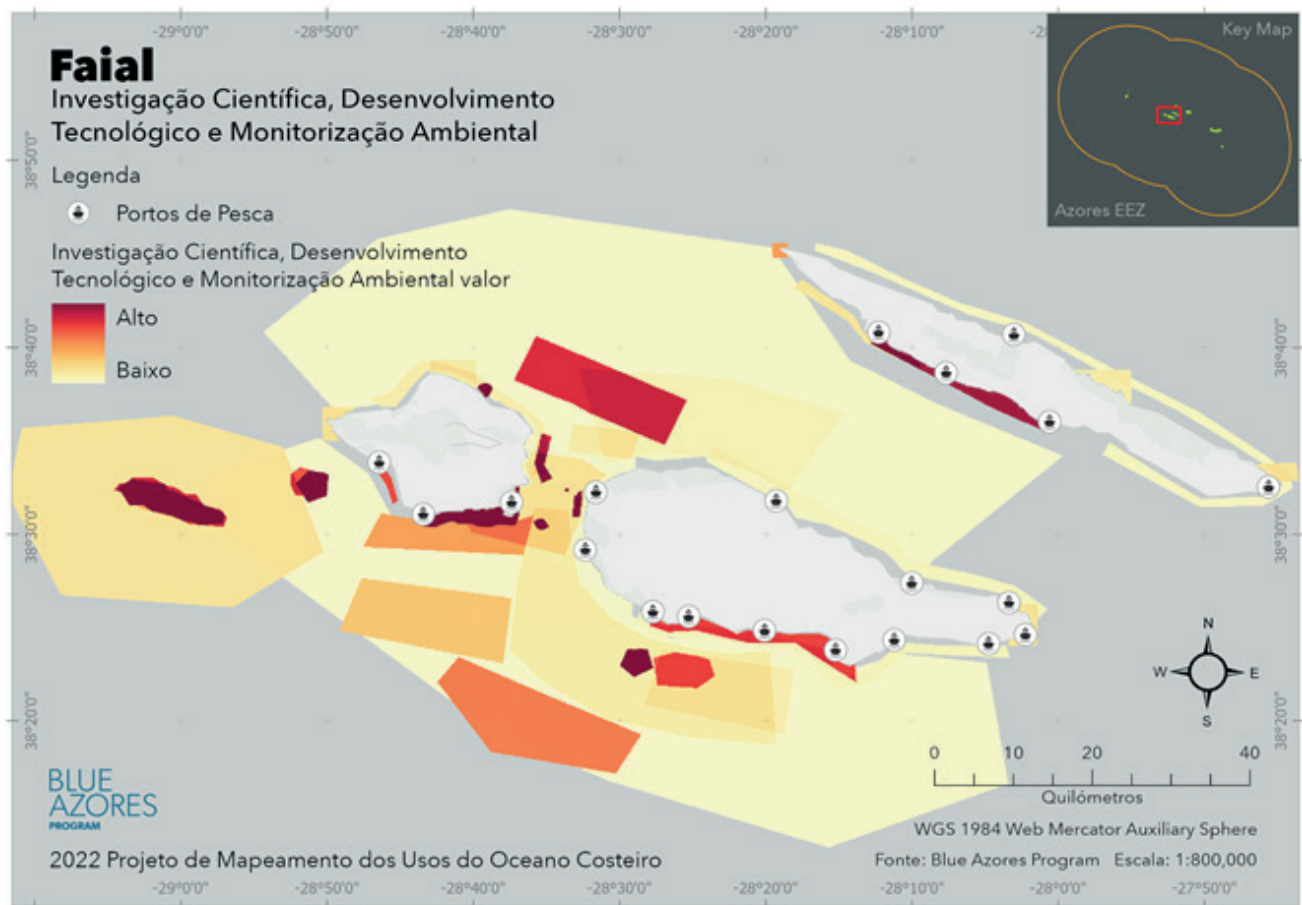 -29°0'0"
-28°50'0"
-28°40'0"
-28°30'0"
-28°20'0"
-28°10'0"
Key Map
Azores EEZ
Faial
Investigação Científica, Desenvolvimento
Tecnológico e Monitorização Ambiental
Legenda
Portos de Pesca
Investigação Científica, Desenvolvimento
Tecnológico e Monitorização Ambiental valor
Alto
Baixo
38°50'0"
38°40'0"
38°30'0"
38°20'0"
38°50'0"
38°40'0"
38°30'0"
38°20'0"
N
W
E
S
0 10 20 40
Quilómetros
BLUE
AZORES
PROGRAM
WGS 1984 Web Mercator Auxiliary Sphere
2022 Projeto de Mapeamento dos Usos do Oceano Costeiro
Fonte: Blue Azores Program Escala: 1:800,000
-29°0'0"
-28°50'0"
-28°40'0"
-28°30'0"
-28°20'0"
-28°10'0"
-28°0'0"
-27°50'0"